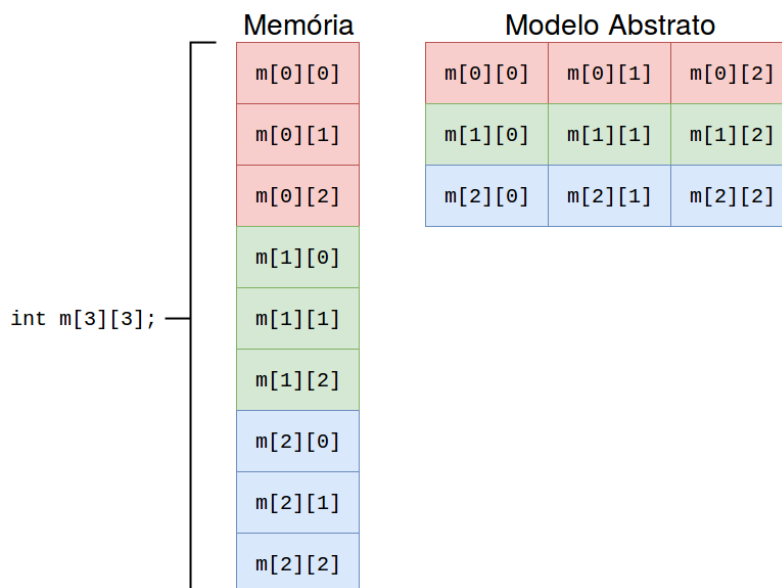 Memória
m[0][0]
m[0][1]
m[0][2]
m[1][0]
m[1][1]
m[1][2]
m[2][0]
m[2][1]
m[2][2]
int m[3][3];
Modelo Abstrato
m[0][0] m[0][1] m[0][2]
m[1][0] m[1][1] m[1][2]
m[2][0] m[2][1] m[2][2]